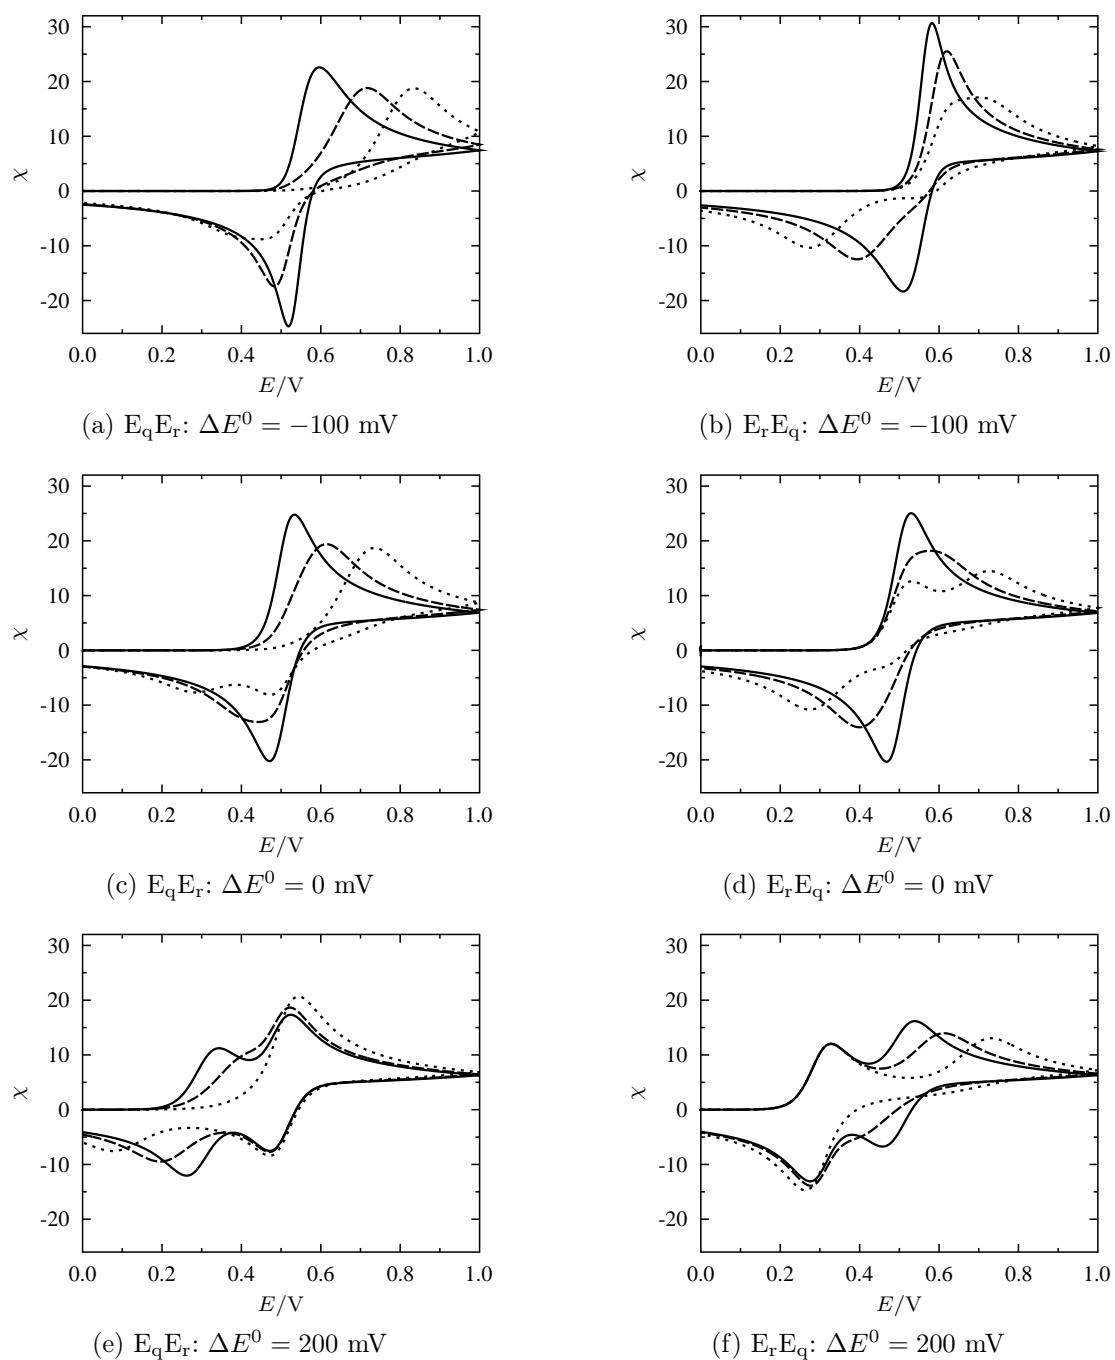 30
20
10
0
-10
-20
χ
0.0 0.2 0.4 0.6 0.8 1.0
E/V
(a) EqEr: ΔE⁰ = −100 mV
30
20
10
0
-10
-20
χ
0.0 0.2 0.4 0.6 0.8 1.0
E/V
(b) ErEq: ΔE⁰ = −100 mV
30
20
10
0
-10
-20
χ
0.0 0.2 0.4 0.6 0.8 1.0
E/V
(c) EqEr: ΔE⁰ = 0 mV
30
20
10
0
-10
-20
χ
0.0 0.2 0.4 0.6 0.8 1.0
E/V
(d) ErEq: ΔE⁰ = 0 mV
30
20
10
0
-10
-20
χ
0.0 0.2 0.4 0.6 0.8 1.0
E/V
(e) EqEr: ΔE⁰ = 200 mV
30
20
10
0
-10
-20
χ
0.0 0.2 0.4 0.6 0.8 1.0
E/V
(f) ErEq: ΔE⁰ = 200 mV